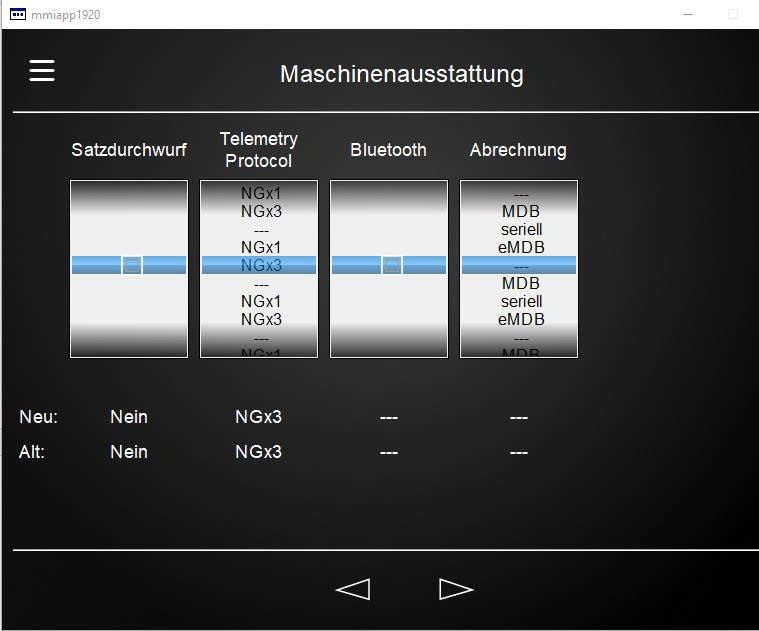 mmiapp1920
Maschinenausstattung
Satzdurchwurf
Telemetry
Protocol
Bluetooth
Abrechnung
NGx1
NGx3
---
NGx1
NGx3
---
NGx1
NGx3
---
NGx1
---
MDB
seriell
eMDB
---
MDB
seriell
eMDB
---
MDB
Neu: Nein NGx3 --- ---
Alt: Nein NGx3 --- ---